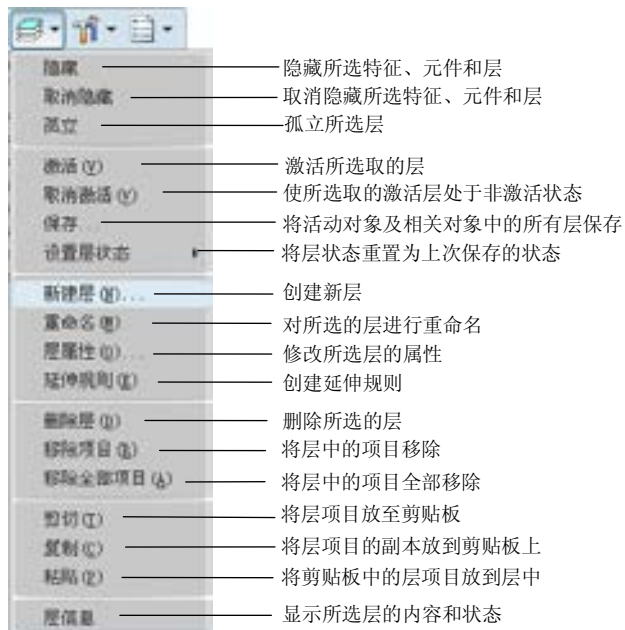 隐藏 隐藏所选特征、元件和层
取消隐藏 取消隐藏所选特征、元件和层
孤立 孤立所选层
激活(V) 激活所选取的层
取消激活(V) 使所选取的激活层处于非激活状态
保存 将活动对象及相关对象中的所有层保存
设置层状态 将层状态重置为上次保存的状态
新建层(N)... 创建新层
重命名(R) 对所选的层进行重命名
层属性 修改所选层的属性
延伸规则(X) 创建延伸规则
删除层(D) 删除所选的层
移除项目 将层中的项目移除
移除全部项目(A) 将层中的项目全部移除
剪切(T) 将层项目放至剪贴板
复制(C) 将层项目的副本放到剪贴板上
粘贴(P) 将剪贴板中的层项目放到层中
层信息 显示所选层的内容和状态